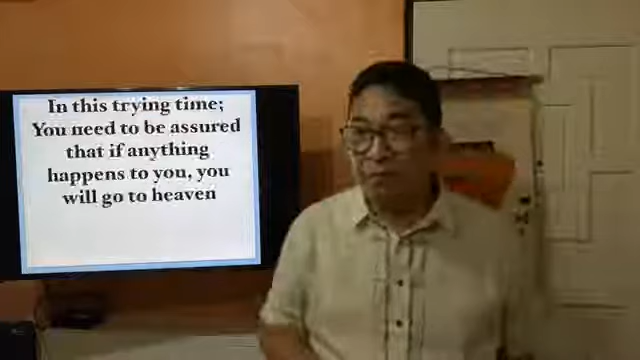 In this trying time;
You need to be assured
that if anything
happens to you, you
will go to heaven